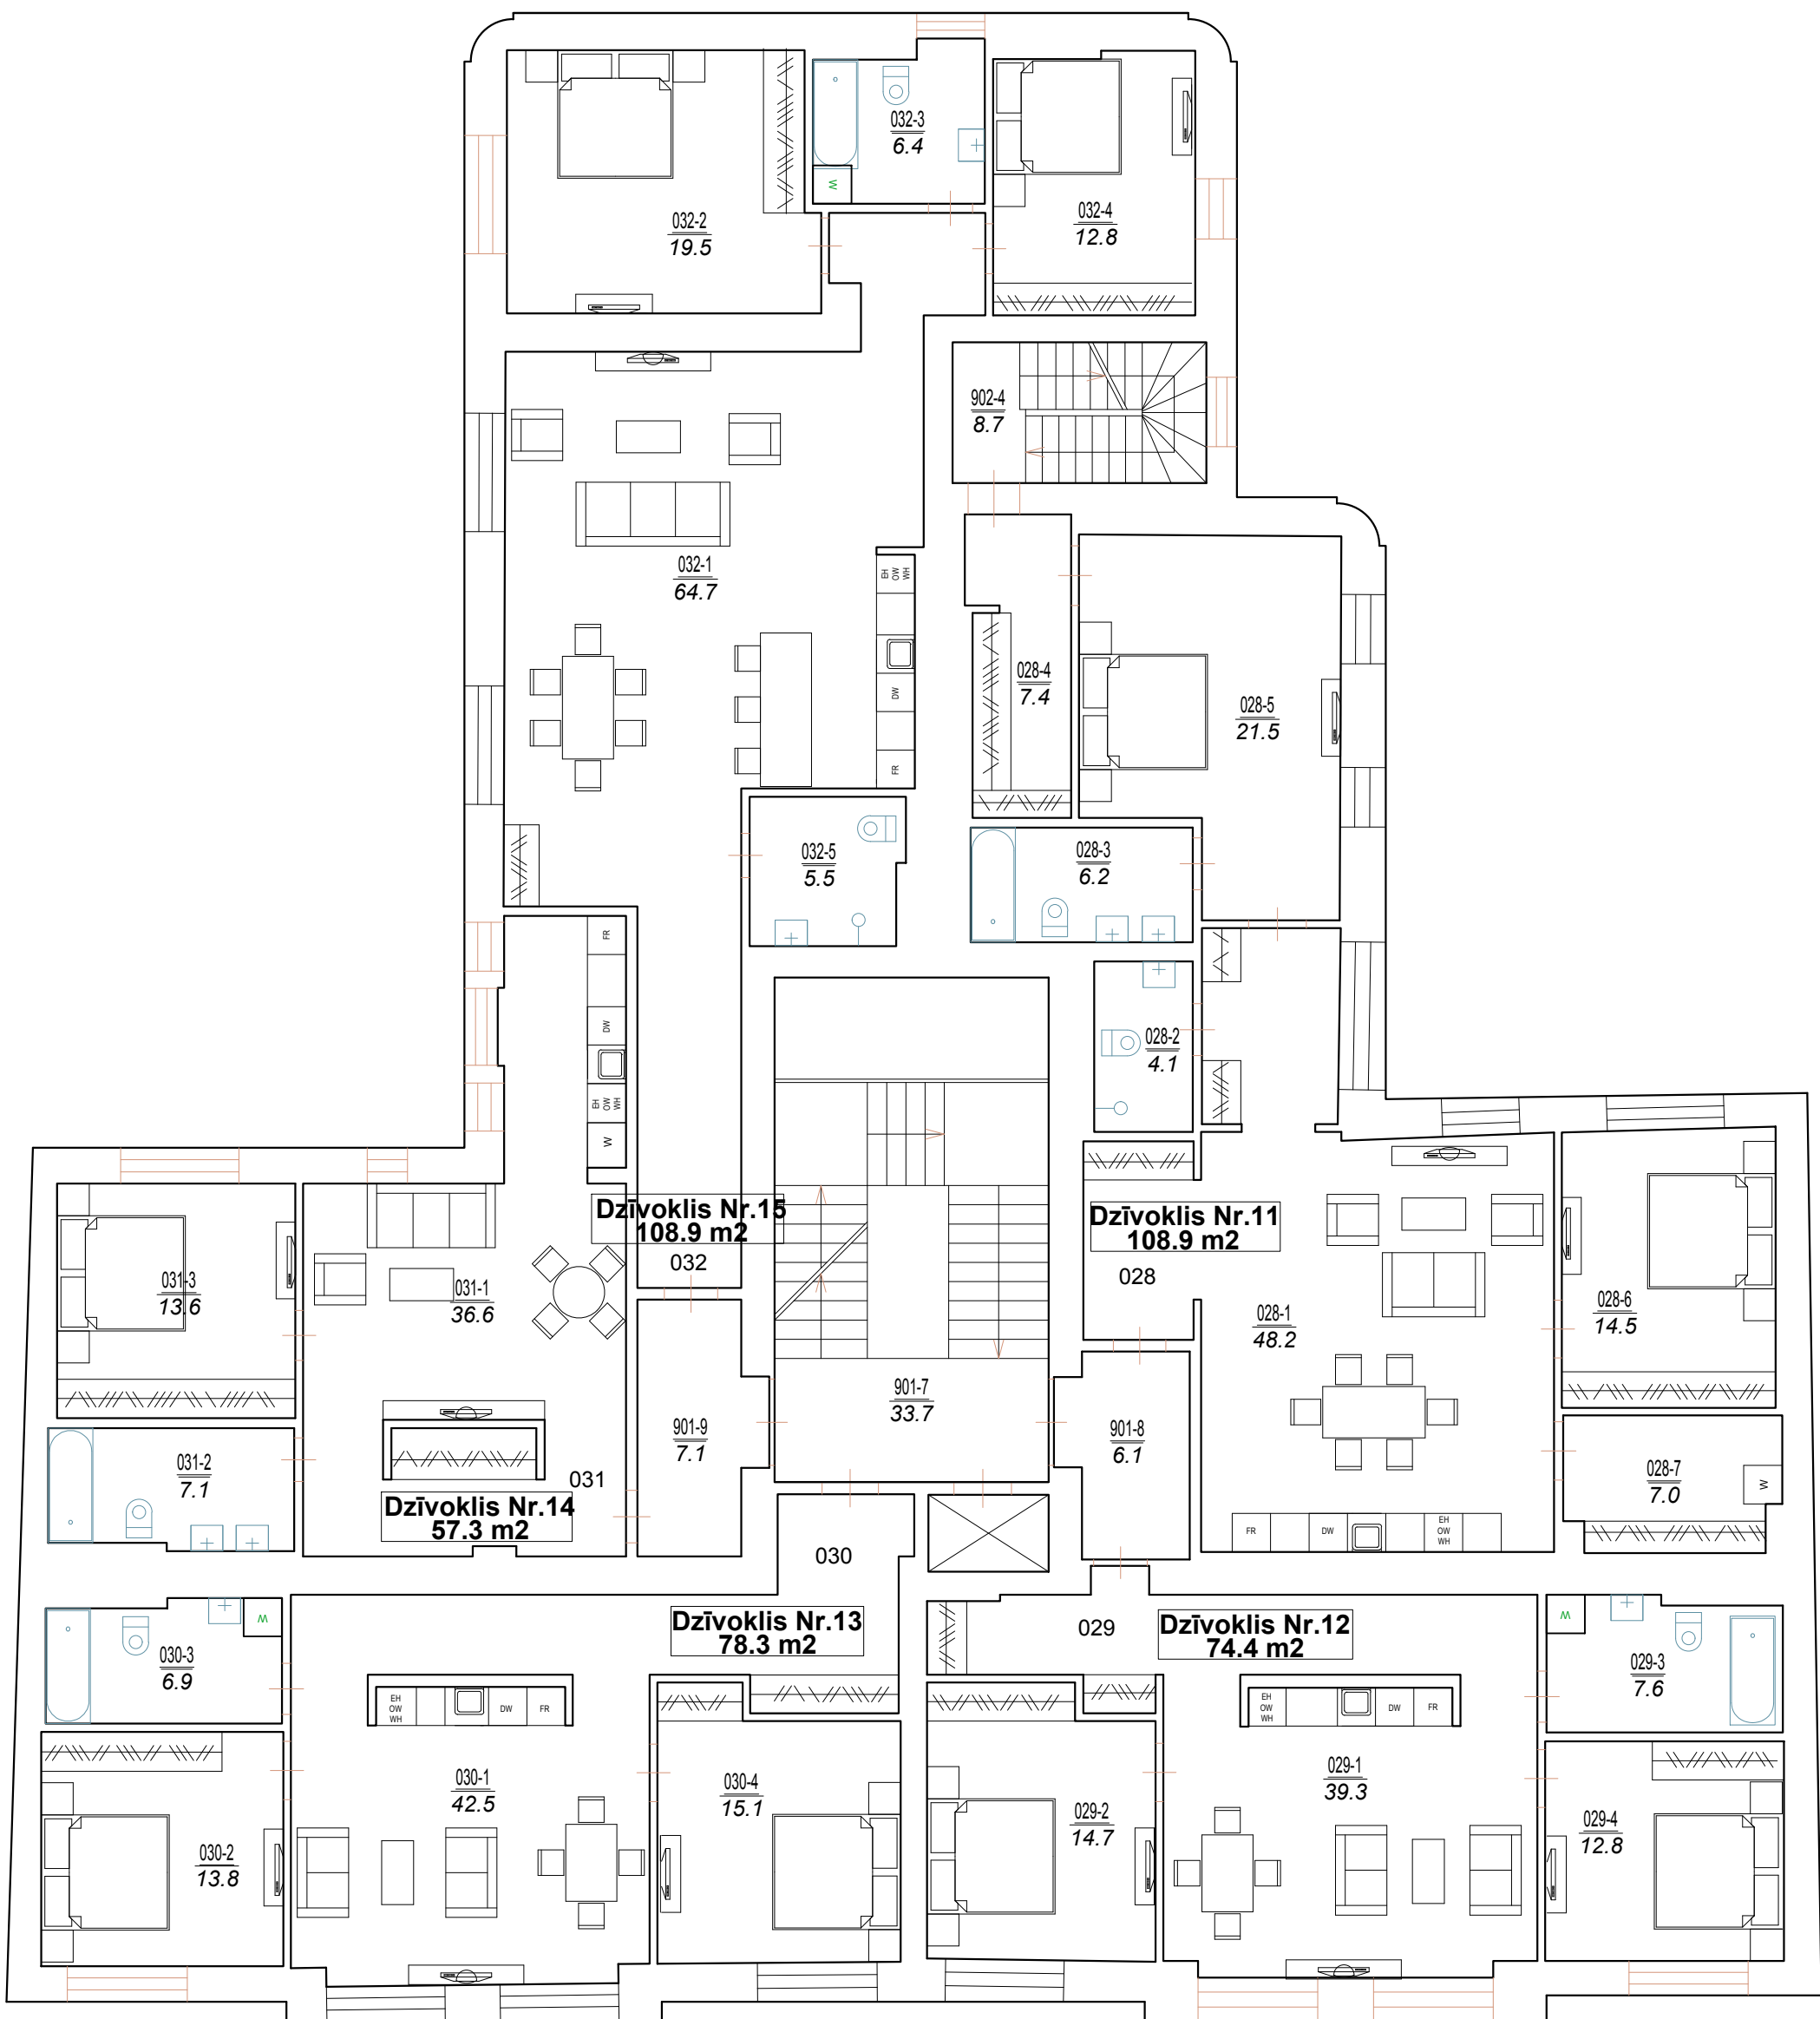 032-3
6.4
W
032-2
19.5
032-4
12.8
902-4
8.7
032-1
64.7
EH
OW
WH
DW
FR
028-4
7.4
028-5
21.5
032-5
5.5
028-3
6.2
FR
DW
EH
OW
WH
W
028-2
4.1
Dzīvoklis Nr.15
108.9 m2
032
Dzīvoklis Nr.11
108.9 m2
028
031-3
13.6
031-1
36.6
028-1
48.2
028-6
14.5
901-7
33.7
901-9
7.1
901-8
6.1
031-2
7.1
031
Dzīvoklis Nr.14
57.3 m2
028-7
7.0
W
FR
DW
EH
OW
WH
030
Dzīvoklis Nr.13
78.3 m2
029
Dzīvoklis Nr.12
74.4 m2
W
030-3
6.9
W
029-3
7.6
EH
OW
WH
DW
FR
EH
OW
WH
DW
FR
030-1
42.5
030-4
15.1
029-1
39.3
029-2
14.7
029-4
12.8
030-2
13.8